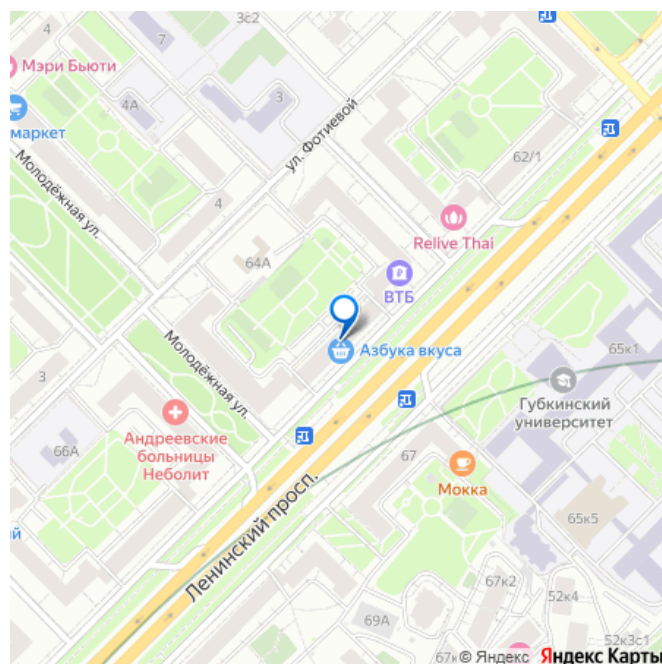 3с2
4
Мэри Бьюти
7
3
4А
маркет
ул. Фотиевой
62/1
Молодёжная ул.
4
Relive Thai
64А
ВТБ
Азбука вкуса
65к1
3
Молодёжная ул.
Губкинский
университет
Андреевские
больницы
Неболит
66А
67
Мокка
65к5
ий
Ленинский просп.
67к2
52к4
69А
52к3с1
67к
© Яндекс Яндекс Карты